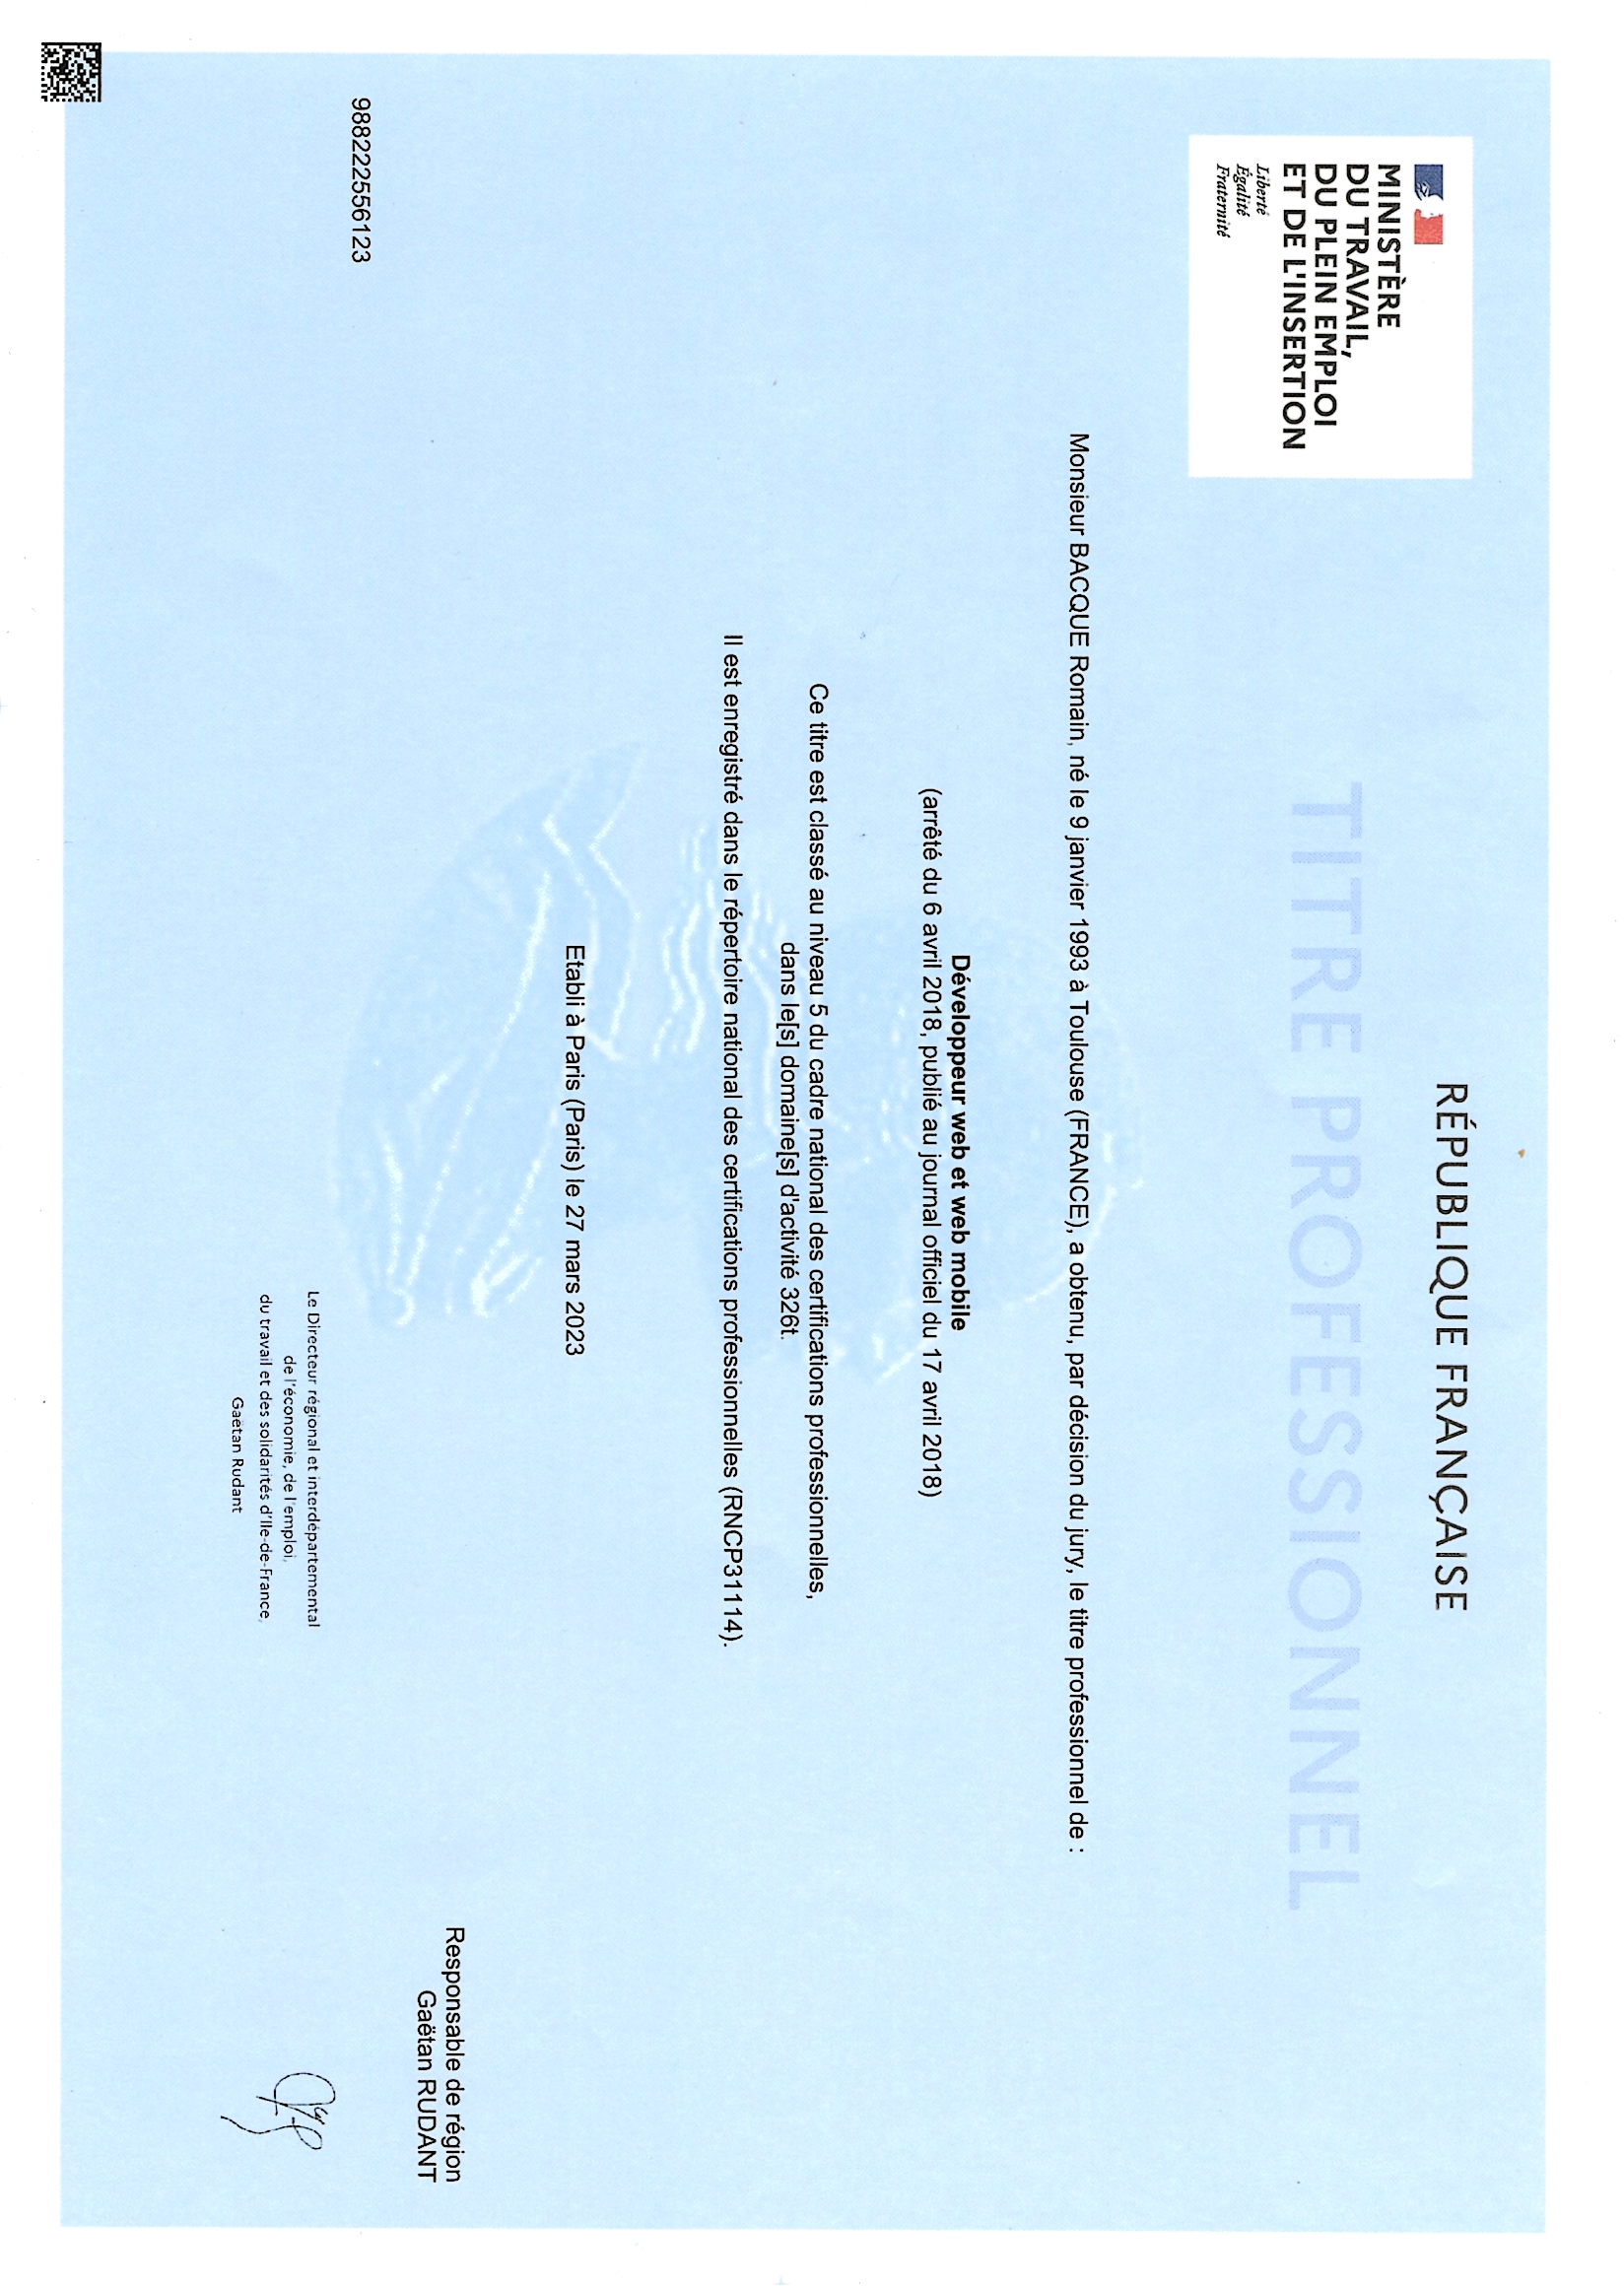 RÉPUBLIQUE FRANÇAISE
TITRE PROFESSIONNEL
MINISTÈRE
DU TRAVAIL,
DU PLEIN EMPLOI
ET DE L'INSERTION
Liberté
Égalité
Fraternité
Monsieur BACQUE Romain, né le 9 janvier 1993 à Toulouse (FRANCE), a obtenu, par décision du jury, le titre professionnel de :
Développeur web et web mobile
(arrêté du 6 avril 2018, publié au journal officiel du 17 avril 2018)
Ce titre est classé au niveau 5 du cadre national des certifications professionnelles,
dans le[s] domaine[s] d'activité 326t.
Il est enregistré dans le répertoire national des certifications professionnelles (RNCP31114).
Etabli à Paris (Paris) le 27 mars 2023
Responsable de région
Gaëtan RUDANT
988222556123
Le Directeur régional et interdépartemental
de l'économie, de l'emploi,
du travail et des solidarités d'Ile-de-France,
Gaëtan Rudant